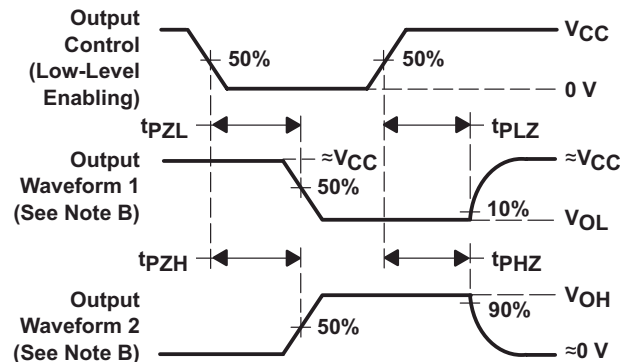 Output
Control
(Low-Level
Enabling)
50%
50%
VCC
0 V
tPZL
tPLZ
Output
Waveform 1
(See Note B)
≈VCC
50%
≈VCC
10%
VOL
tPZH
tPHZ
Output
Waveform 2
(See Note B)
50%
VOH
90%
≈0 V